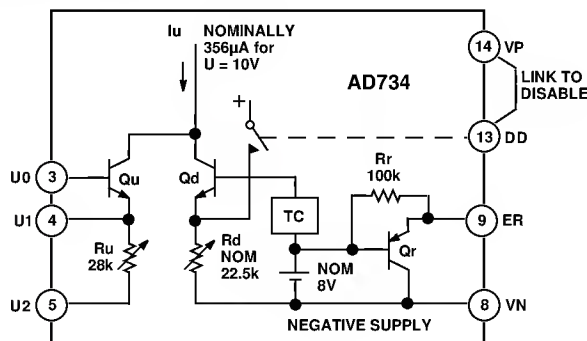 Iu
NOMINALLY
356μA for
U = 10V
AD734
14
VP
LINK TO
DISABLE
+
13
DD
U0
3
Qu
Qd
Rr
100k
U1
4
TC
9
ER
Ru
28k
Rd
NOM
22.5k
NOM
8V
Qr
U2
5
8
VN
NEGATIVE SUPPLY